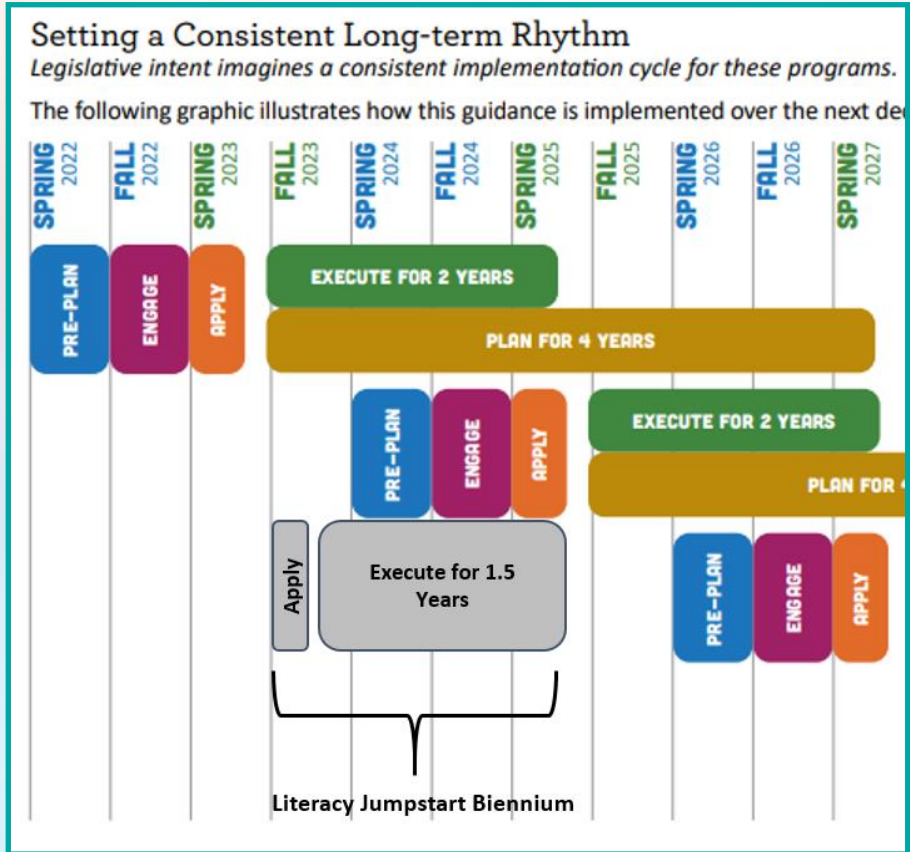 Setting a Consistent Long-term Rhythm
Legislative intent imagines a consistent implementation cycle for these programs.
The following graphic illustrates how this guidance is implemented over the next
SPRING 2022
FALL 2022
SPRING 2023
FALL 2023
SPRING 2024
FALL 2024
SPRING 2025
FALL 2025
SPRING 2026
FALL 2026
SPRING 2027
PRE-PLAN
ENGAGE
APPLY
EXECUTE FOR 2 YEARS
PLAN FOR 4 YEARS
PRE-PLAN
ENGAGE
APPLY
EXECUTE FOR 2 YEARS
PLAN FOR
Apply
Execute for 1.5
Years
PRE-PLAN
ENGAGE
APPLY
Literacy Jumpstart Biennium